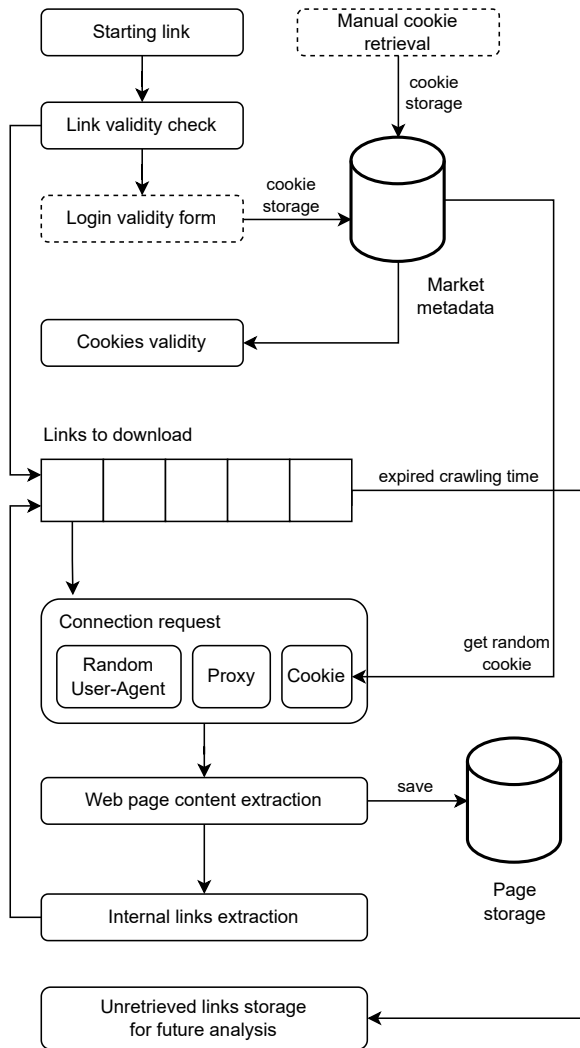 Starting link
Manual cookie
retrieval
cookie
storage
Link validity check
Login validity form
cookie
storage
Market
metadata
Cookies validity
Links to download
expired crawling time
Connection request
Random
User-Agent
Proxy
Cookie
get random
cookie
Web page content extraction
save
Internal links extraction
Page
storage
Unretrieved links storage
for future analysis